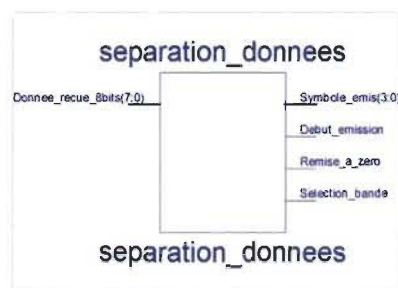 separation_donnees
Donnee_recue_8bits(7:0)
Symbole_emis(3:0)
Debut_emission
Remise_a_zero
Selection_bande
separation_donnees